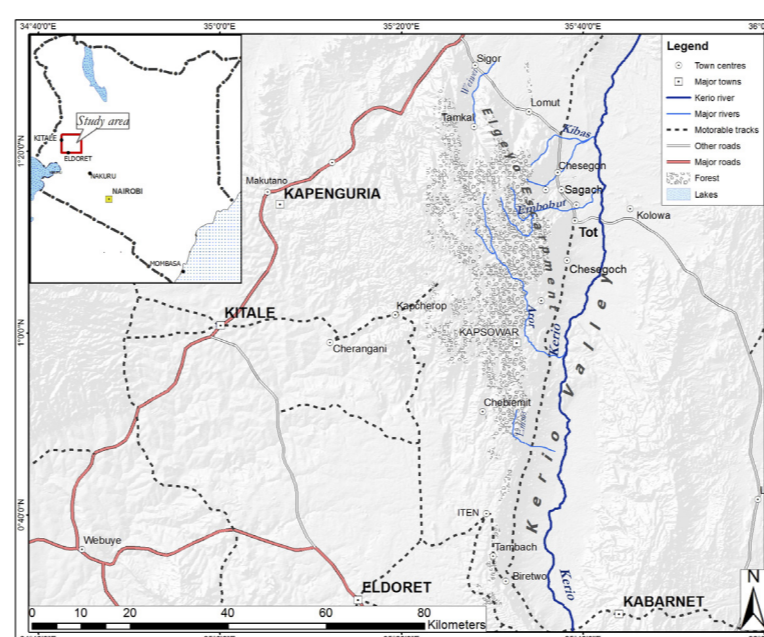 34°40'0"E
35°0'0"E
35°20'0"E
35°40'0"E
36°
1°20'0"N
1°0'0"N
0°40'0"N
Study area
KITALE
ELDORET
NAKURU
NAIROBI
MOMBASA
Legend
Town centres
Major towns
Kerio river
Major rivers
Motorable tracks
Other roads
Major roads
Forest
Lakes
Sigor
Weiwei
Lomut
Tamkal
Elgeyo Escarpment
Kibas
Chesegon
Makutano
KAPENGURIA
Sagach
Embobut
Kolowa
Tot
Chesegoch
Kapcherop
KITALE
Aror
Kerio
KAPSOWAR
Cherangani
Kerio Valley
Chebiemit
ITEN
Webuye
Tambach
Biretwo
Kerio
ELDORET
KABARNET
N
0 10 20 40 60 80
Kilometers